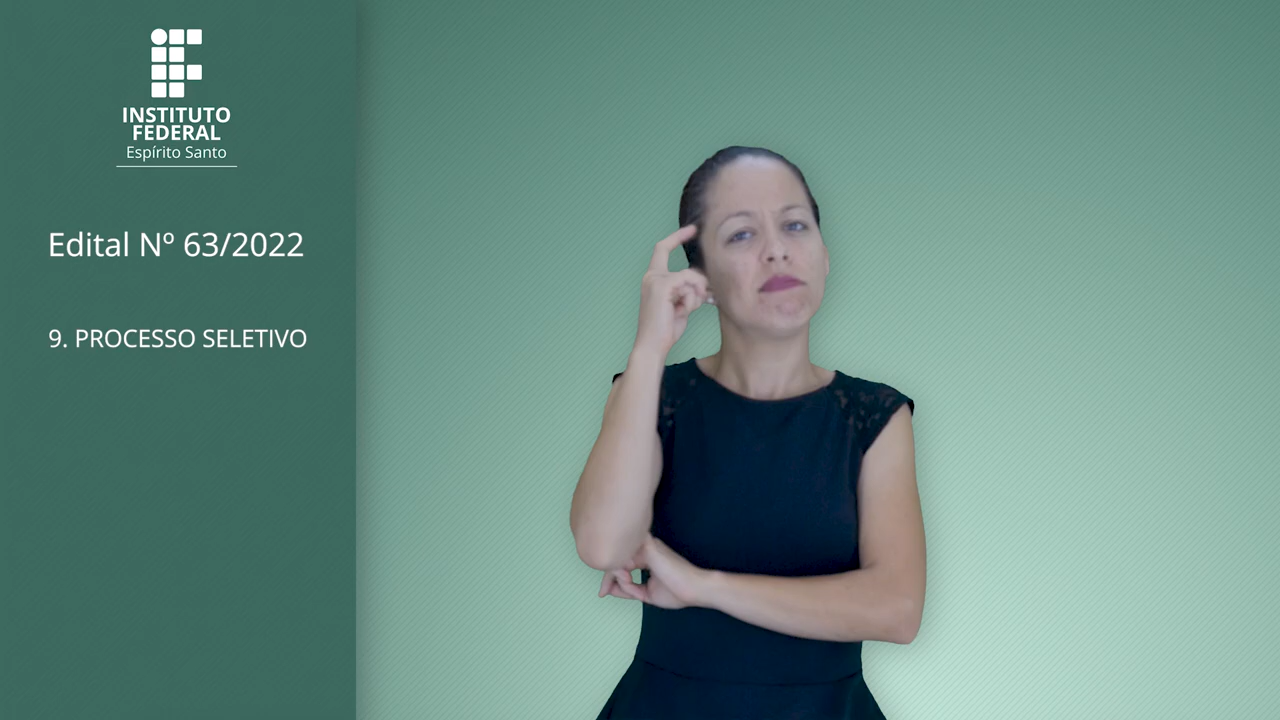 INSTITUTO
FEDERAL
Espírito Santo
Edital Nº 63/2022
9. PROCESSO SELETIVO